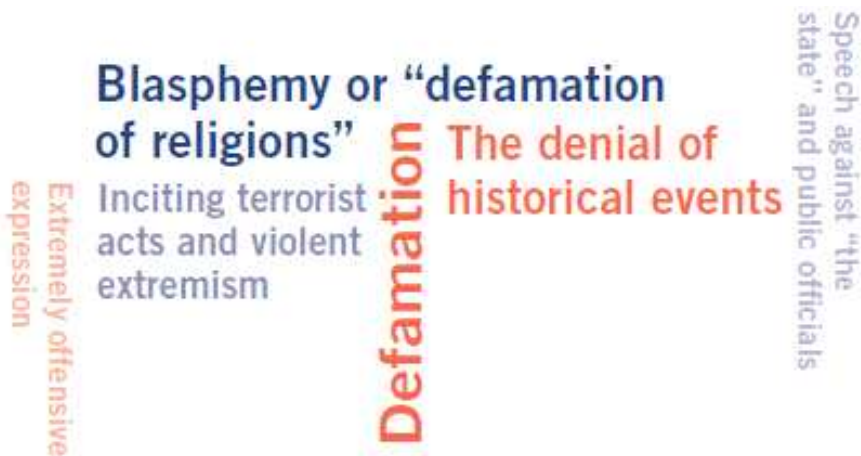 Blasphemy or “defamation
of religions”
The denial of
historical events
Inciting terrorist
acts and violent
extremism
Defamation
Extremely offensive
expression
Speech against “the
state” and public officials